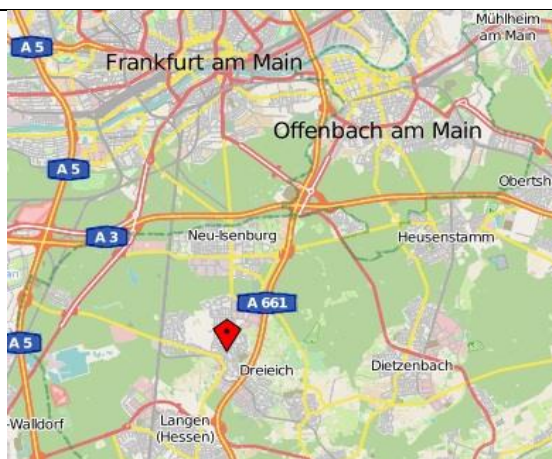 Mühlheim
am Main
A 5
Frankfurt am Main
Offenbach am Main
A 5
Obertsh
A 3
Neu-Isenburg
Heusenstamm
A 661
A 5
Dreieich
Dietzenbach
-Walldorf
Langen
(Hessen)